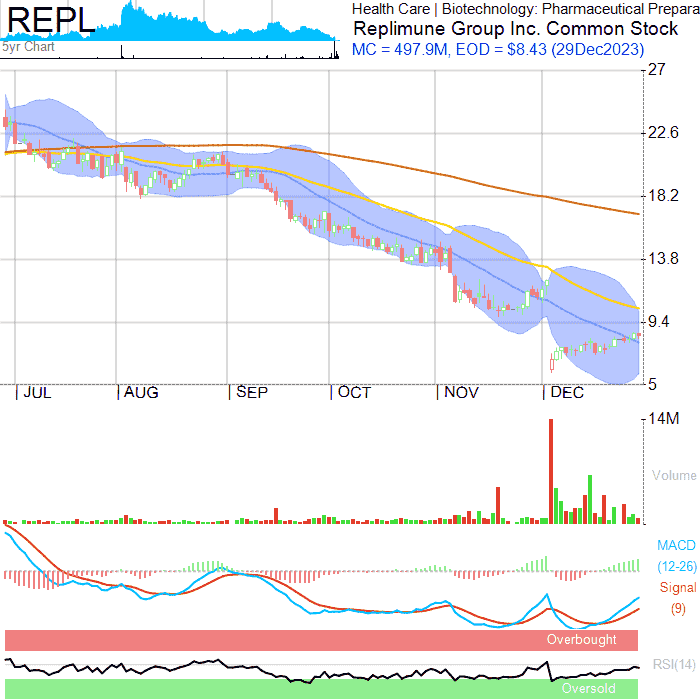 REPL
5yr Chart
Health Care | Biotechnology: Pharmaceutical Prepara
Replimune Group Inc. Common Stock
MC = 497.9M, EOD = $8.43 (29Dec2023)
27
22.6
18.2
13.8
9.4
5
JUL AUG SEP OCT NOV DEC
14M
Volume
MACD
(12-26)
Signal
(9)
Overbought
RSI(14)
Oversold